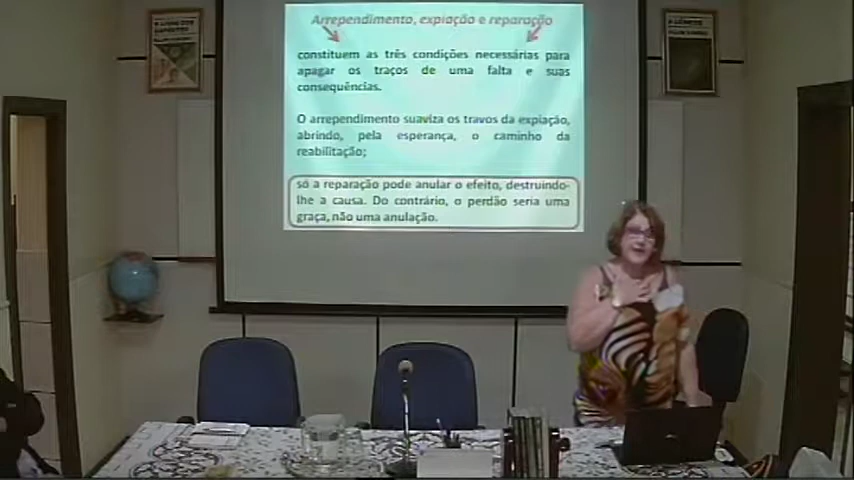 Arrependimento, expiação e reparação
constituem as três condições necessárias para
apagar os traços de uma falta e suas
consequências.
O arrependimento suaviza os travos da expiação,
abrindo, pela esperança, o caminho da
reabilitação;
só a reparação pode anular o efeito, destruindo-
lhe a causa. Do contrário, o perdão seria uma
graça, não uma anulação.